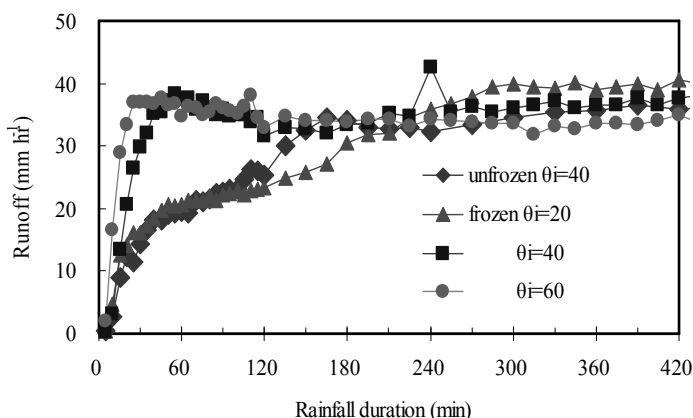 50
40
30
20
10
0
Runoff (mm hr⁻¹)
unfrozen θi=40
frozen θi=20
θi=40
θi=60
0 60 120 180 240 300 360 420
Rainfall duration (min)